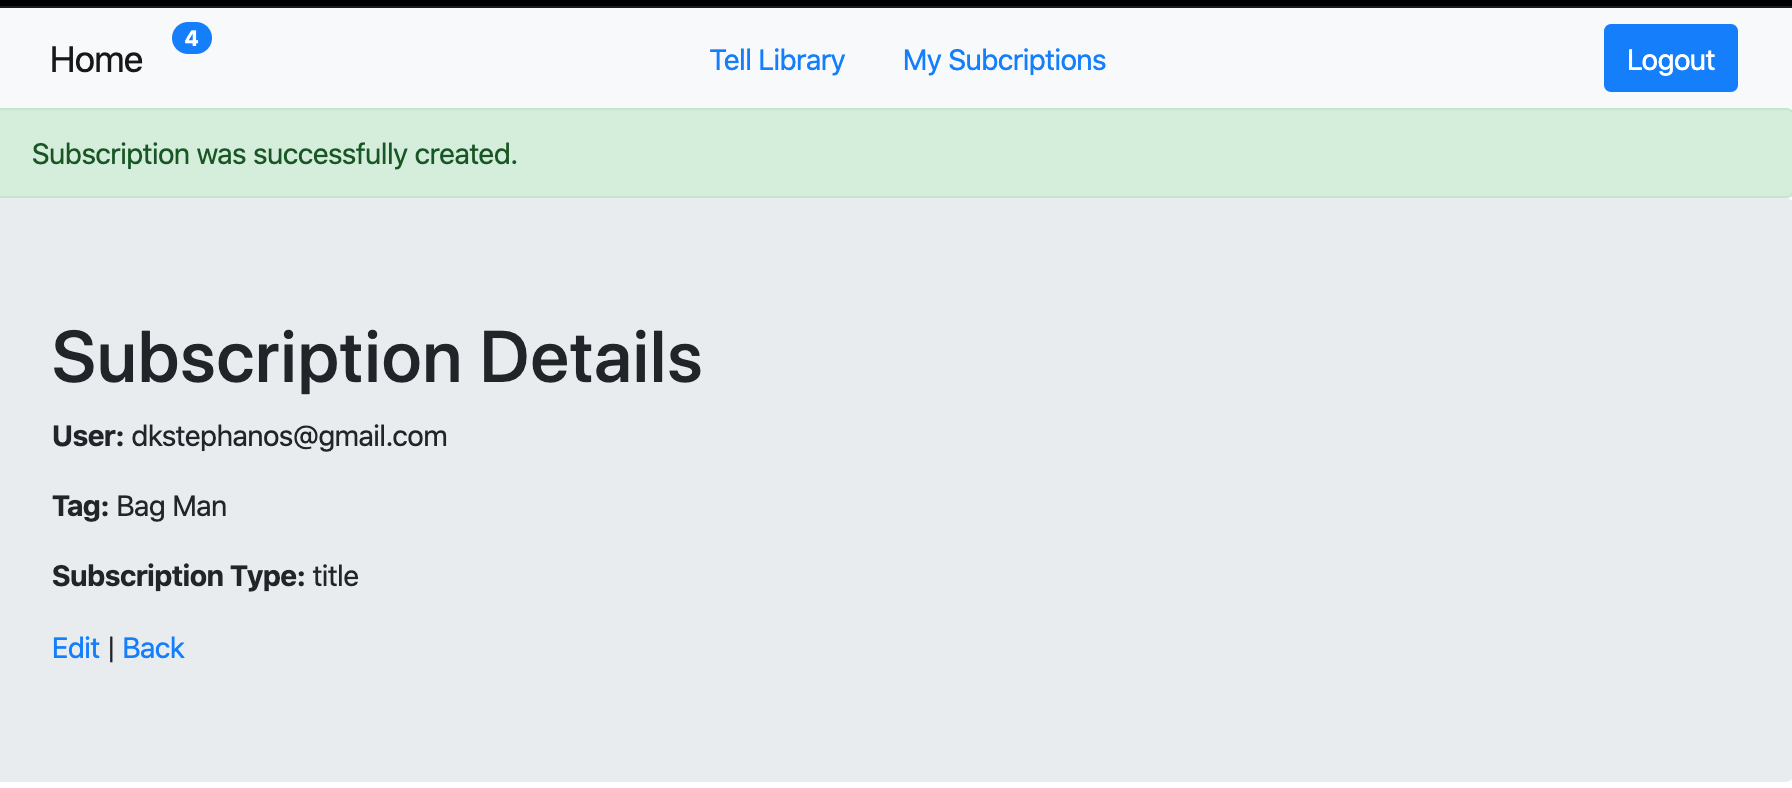 Home 4 Tell Library My Subcriptions Logout
Subscription was successfully created.
Subscription Details
User: dkstephanos@gmail.com
Tag: Bag Man
Subscription Type: title
Edit | Back